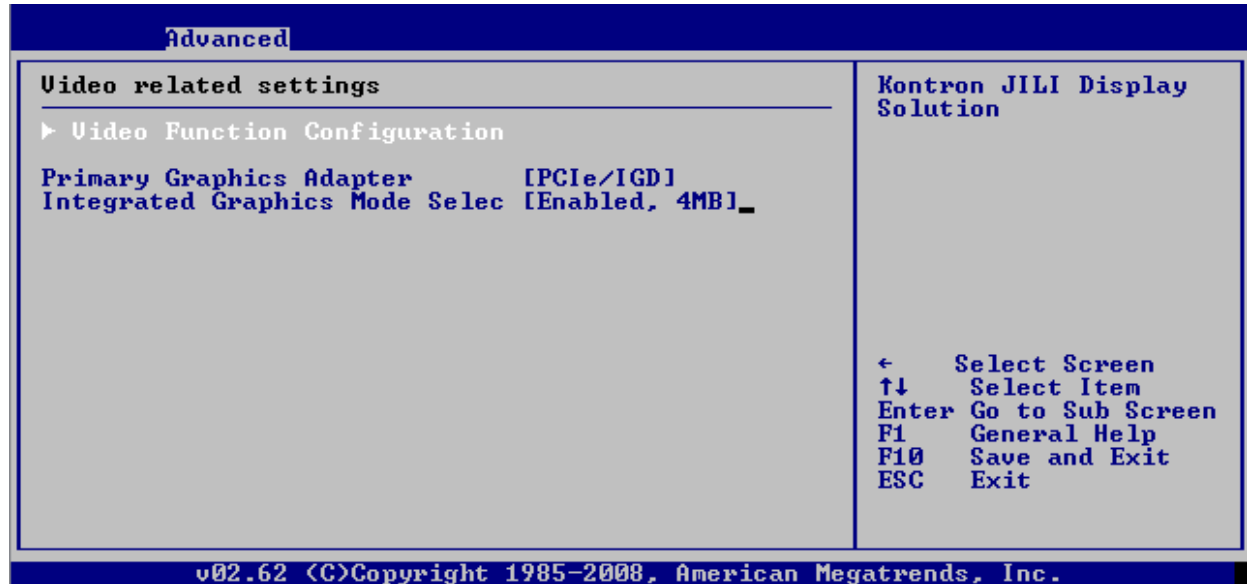 Advanced
Video related settings
▶ Video Function Configuration
Primary Graphics Adapter [PCIe/IGD]
Integrated Graphics Mode Selec [Enabled, 4MB]
Kontron JILI Display
Solution
← Select Screen
↑↓ Select Item
Enter Go to Sub Screen
F1 General Help
F10 Save and Exit
ESC Exit
v02.62 (C)Copyright 1985-2008, American Megatrends, Inc.